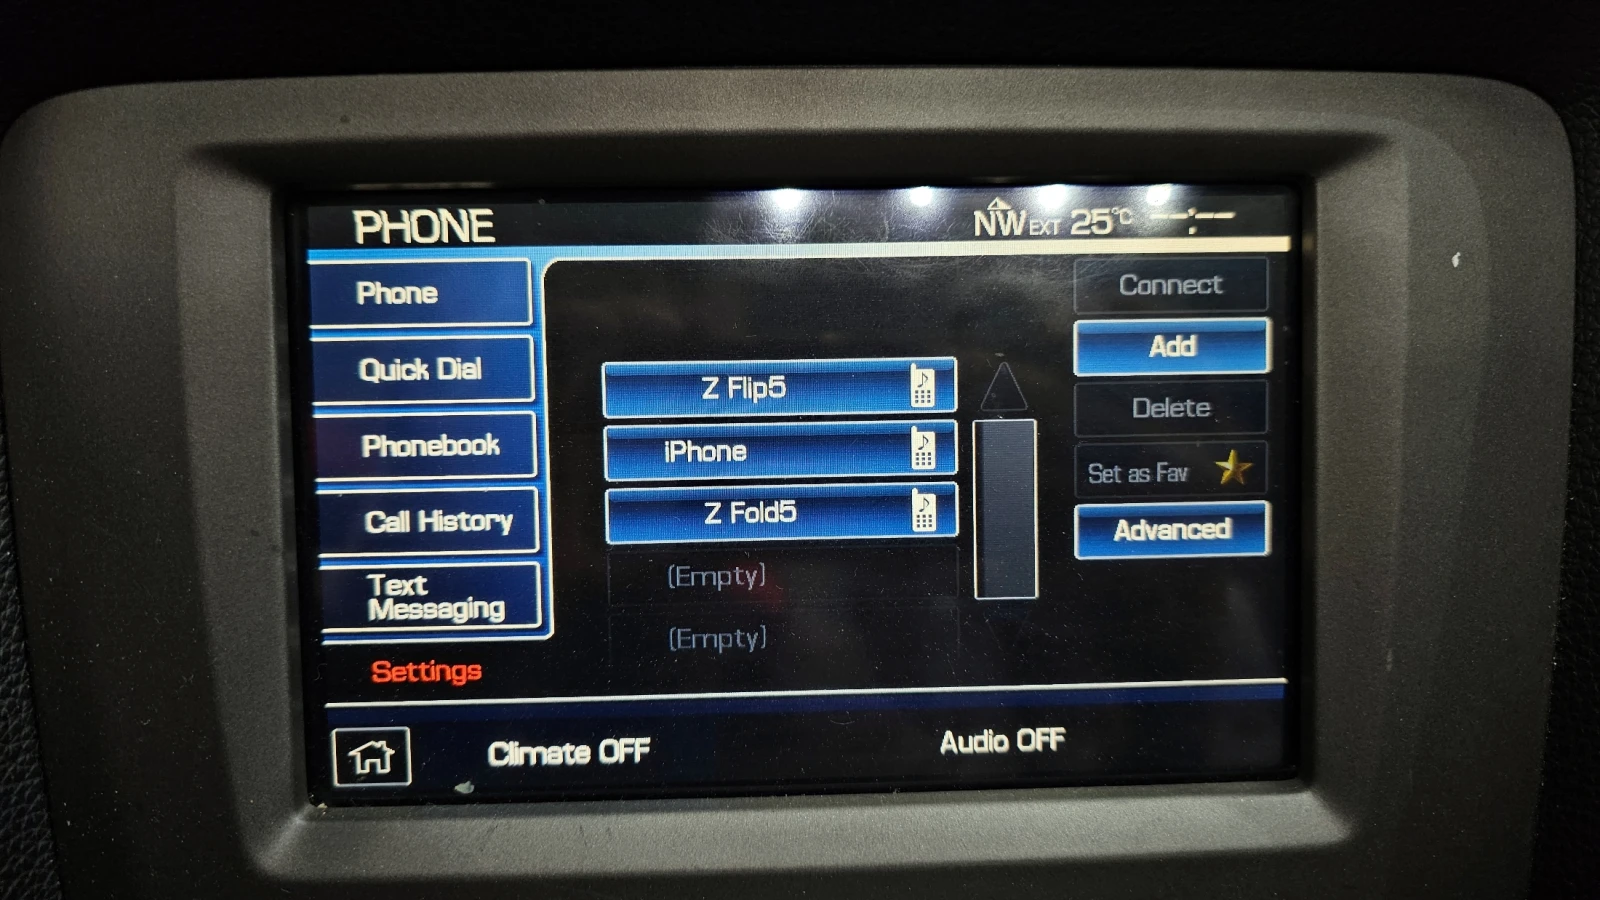 PHONE
NW EXT 25°C --:--
Phone
Quick Dial
Phonebook
Call History
Text
Messaging
Settings
Z Flip5
iPhone
Z Fold5
(Empty)
(Empty)
Connect
Add
Delete
Set as Fav
Advanced
Climate OFF
Audio OFF